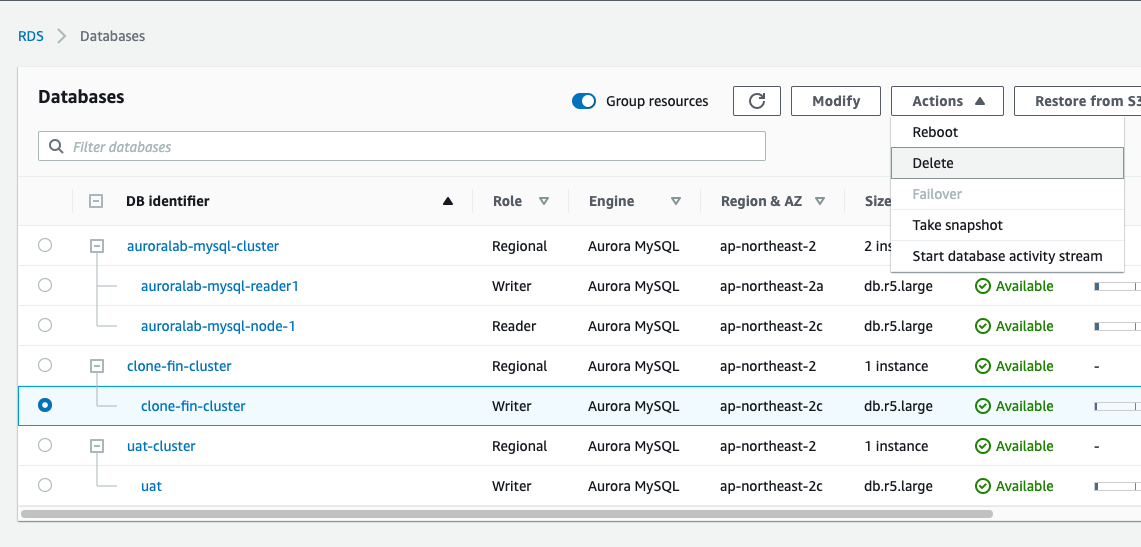 RDS > Databases
Databases
Group resources
Modify
Actions
Restore from S3
Filter databases
Reboot
Delete
Failover
Take snapshot
Start database activity stream
DB identifier Role Engine Region & AZ Size
auroralab-mysql-cluster Regional Aurora MySQL ap-northeast-2 2 ins
auroralab-mysql-reader1 Writer Aurora MySQL ap-northeast-2a db.r5.large Available
auroralab-mysql-node-1 Reader Aurora MySQL ap-northeast-2c db.r5.large Available
clone-fin-cluster Regional Aurora MySQL ap-northeast-2 1 instance Available -
clone-fin-cluster Writer Aurora MySQL ap-northeast-2c db.r5.large Available
uat-cluster Regional Aurora MySQL ap-northeast-2 1 instance Available -
uat Writer Aurora MySQL ap-northeast-2c db.r5.large Available